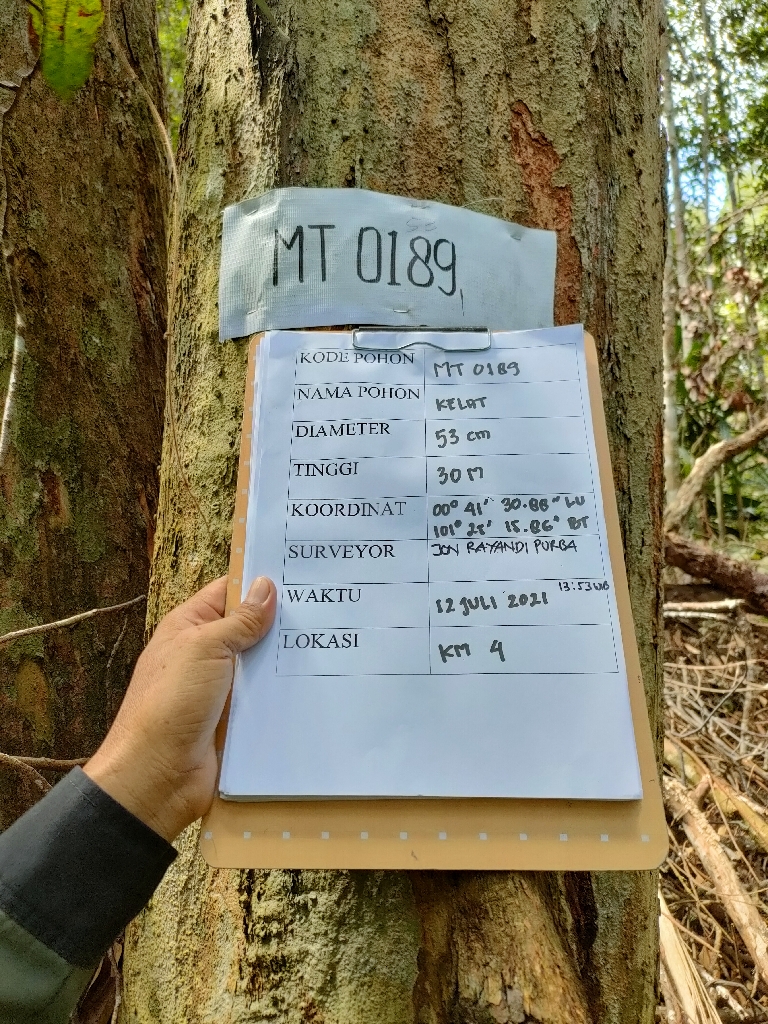 MT 0189
KODE POHON MT 0189
NAMA POHON KELAT
DIAMETER 53 cm
TINGGI 30 M
KOORDINAT 00° 41' 30.88" LU
101° 25' 15.86" BT
SURVEYOR JON RAYANDI PURBA
WAKTU 12 JULI 2021 13:53 WIB
LOKASI KM 4